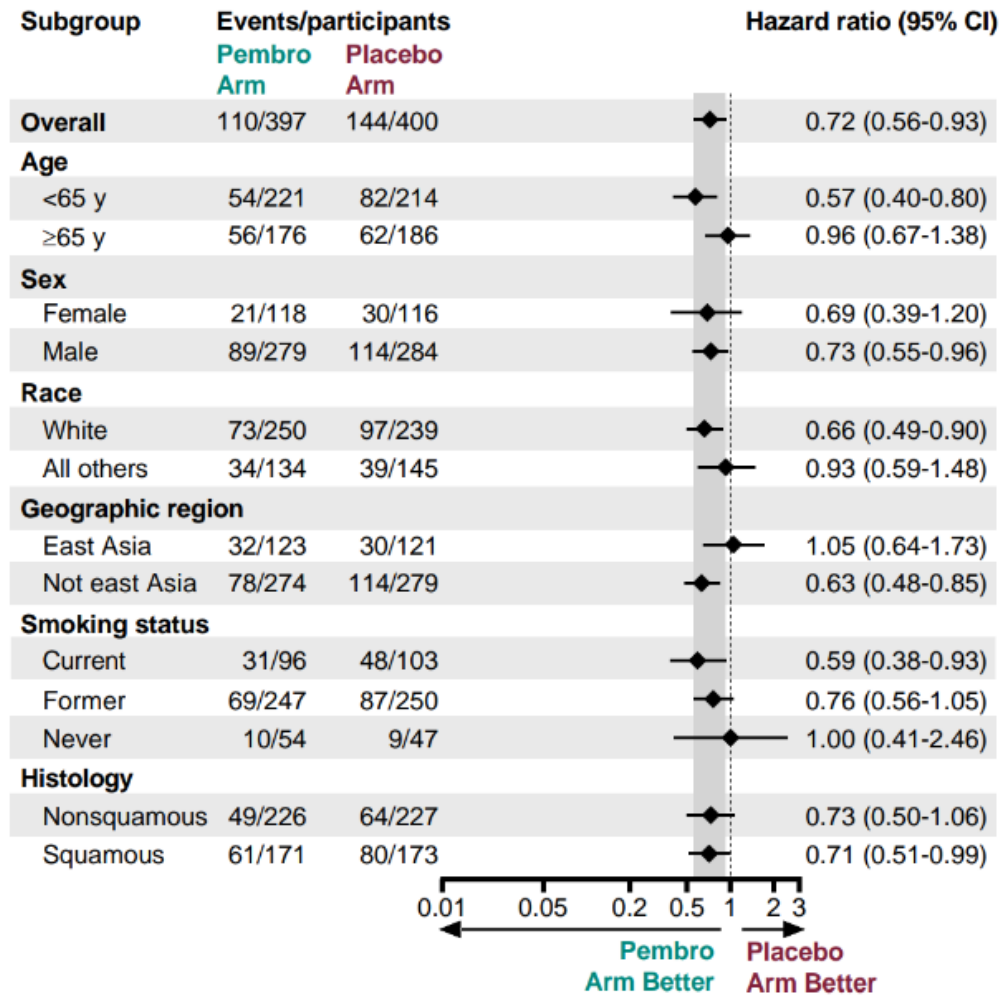 Subgroup Events/participants Hazard ratio (95% CI)
Pembro Placebo
Arm Arm
Overall 110/397 144/400 0.72 (0.56-0.93)
Age
<65 y 54/221 82/214 0.57 (0.40-0.80)
≥65 y 56/176 62/186 0.96 (0.67-1.38)
Sex
Female 21/118 30/116 0.69 (0.39-1.20)
Male 89/279 114/284 0.73 (0.55-0.96)
Race
White 73/250 97/239 0.66 (0.49-0.90)
All others 34/134 39/145 0.93 (0.59-1.48)
Geographic region
East Asia 32/123 30/121 1.05 (0.64-1.73)
Not east Asia 78/274 114/279 0.63 (0.48-0.85)
Smoking status
Current 31/96 48/103 0.59 (0.38-0.93)
Former 69/247 87/250 0.76 (0.56-1.05)
Never 10/54 9/47 1.00 (0.41-2.46)
Histology
Nonsquamous 49/226 64/227 0.73 (0.50-1.06)
Squamous 61/171 80/173 0.71 (0.51-0.99)
0.01 0.05 0.2 0.5 1 2 3
Pembro Placebo
Arm Better Arm Better